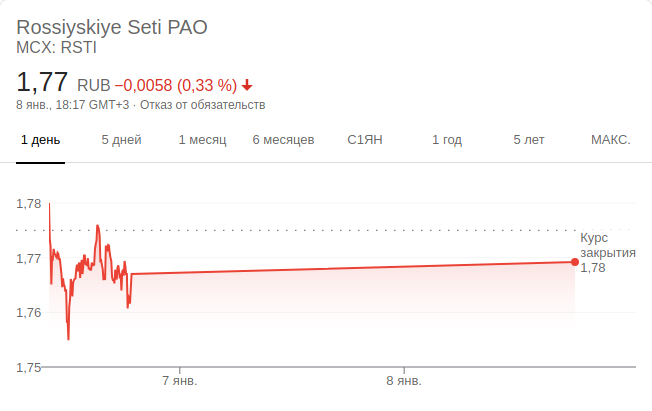 Rossiyskiye Seti PAO
MCX: RSTI
1,77 RUB −0,0058 (0,33 %)
8 янв., 18:17 GMT+3 · Отказ от обязательств
1 день 5 дней 1 месяц 6 месяцев С1ЯН 1 год 5 лет МАКС.
1,78
1,77
1,76
1,75
Курс
закрытия
1,78
7 янв. 8 янв.